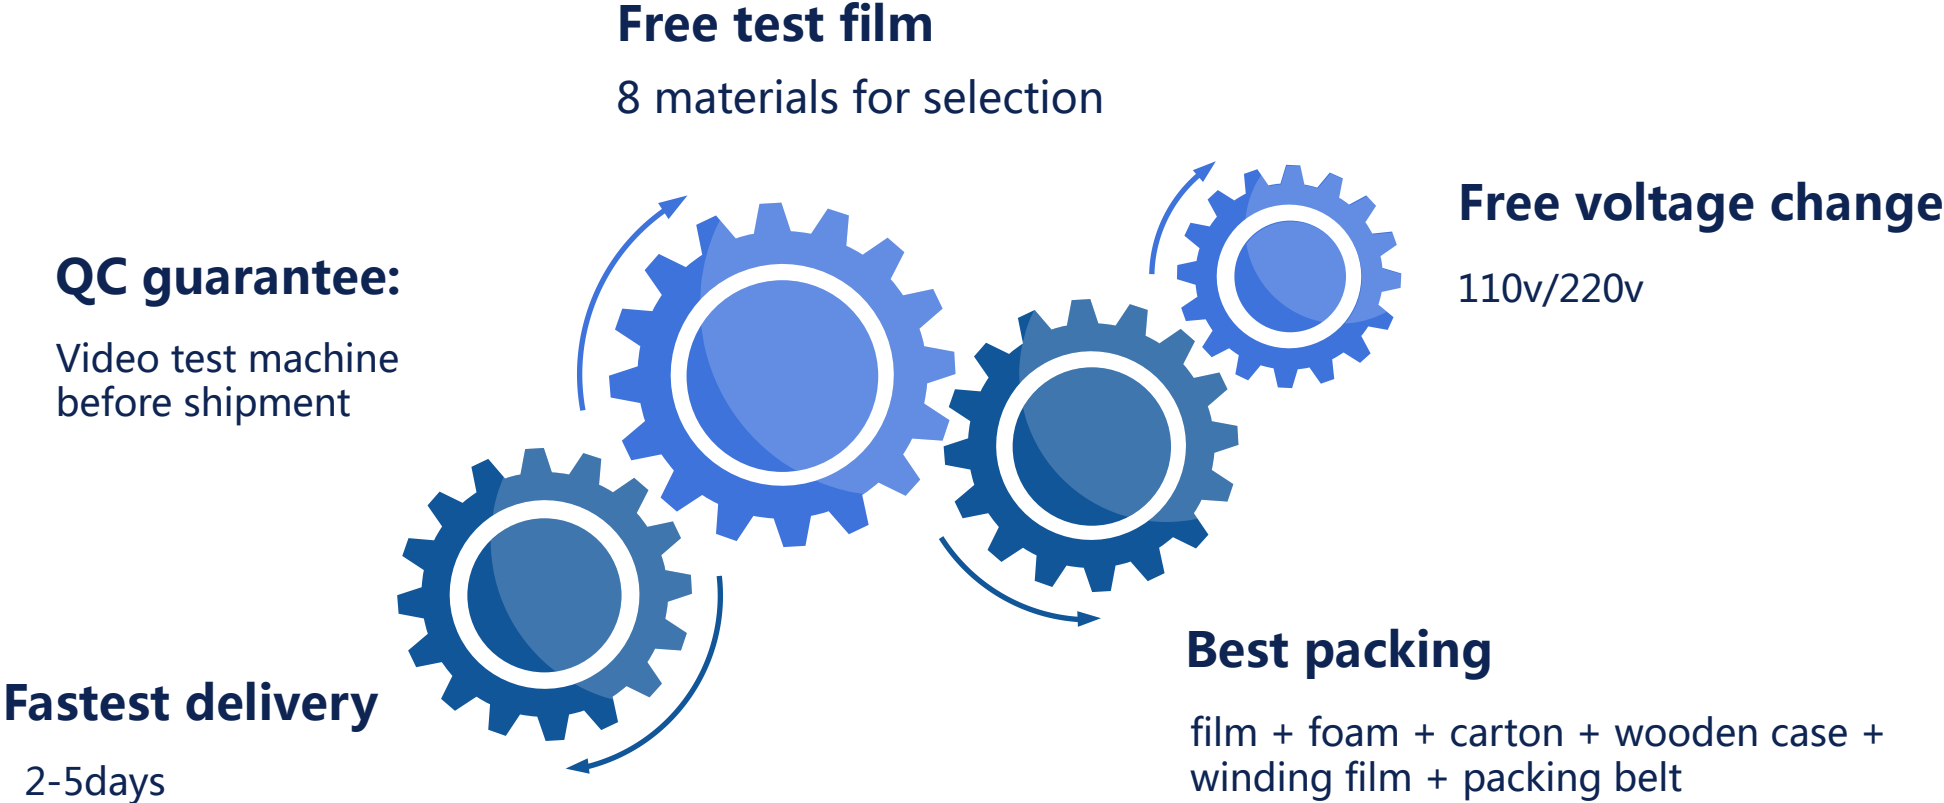 Free test film
8 materials for selection
Free voltage change
110v/220v
QC guarantee:
Video test machine
before shipment
Best packing
film + foam + carton + wooden case +
winding film + packing belt
Fastest delivery
2-5days